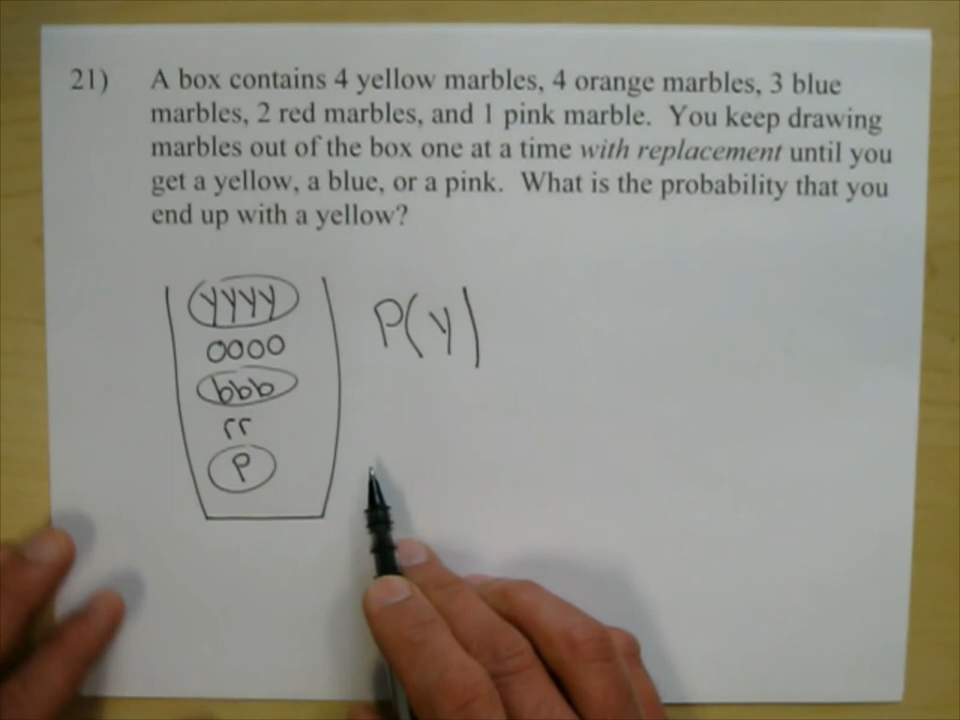 21) A box contains 4 yellow marbles, 4 orange marbles, 3 blue
marbles, 2 red marbles, and 1 pink marble. You keep drawing
marbles out of the box one at a time with replacement until you
get a yellow, a blue, or a pink. What is the probability that you
end up with a yellow?
yyyy
P(y)
oooo
bbb
rr
P